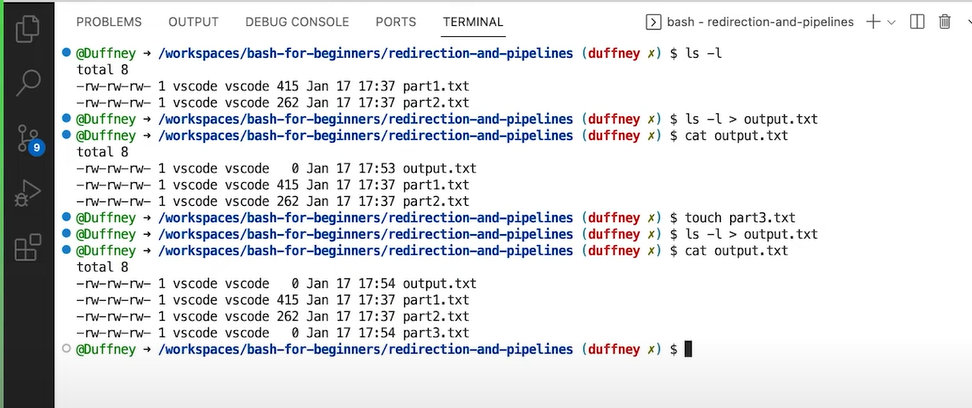 PROBLEMS OUTPUT DEBUG CONSOLE PORTS TERMINAL bash - redirection-and-pipelines
@Duffney → /workspaces/bash-for-beginners/redirection-and-pipelines (duffney ✗) $ ls -l
total 8
-rw-rw-rw- 1 vscode vscode 415 Jan 17 17:37 part1.txt
-rw-rw-rw- 1 vscode vscode 262 Jan 17 17:37 part2.txt
@Duffney → /workspaces/bash-for-beginners/redirection-and-pipelines (duffney ✗) $ ls -l > output.txt
@Duffney → /workspaces/bash-for-beginners/redirection-and-pipelines (duffney ✗) $ cat output.txt
9
total 8
-rw-rw-rw- 1 vscode vscode   0 Jan 17 17:53 output.txt
-rw-rw-rw- 1 vscode vscode 415 Jan 17 17:37 part1.txt
-rw-rw-rw- 1 vscode vscode 262 Jan 17 17:37 part2.txt
@Duffney → /workspaces/bash-for-beginners/redirection-and-pipelines (duffney ✗) $ touch part3.txt
@Duffney → /workspaces/bash-for-beginners/redirection-and-pipelines (duffney ✗) $ ls -l > output.txt
@Duffney → /workspaces/bash-for-beginners/redirection-and-pipelines (duffney ✗) $ cat output.txt
total 8
-rw-rw-rw- 1 vscode vscode   0 Jan 17 17:54 output.txt
-rw-rw-rw- 1 vscode vscode 415 Jan 17 17:37 part1.txt
-rw-rw-rw- 1 vscode vscode 262 Jan 17 17:37 part2.txt
-rw-rw-rw- 1 vscode vscode   0 Jan 17 17:54 part3.txt
@Duffney → /workspaces/bash-for-beginners/redirection-and-pipelines (duffney ✗) $